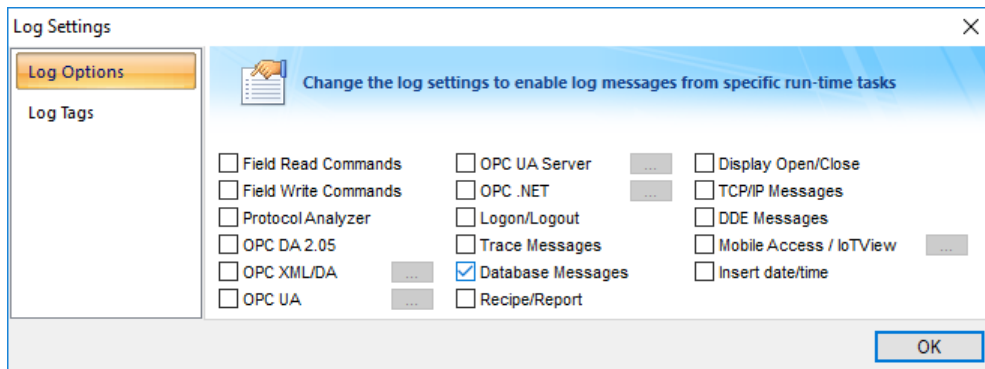 Log Settings
Log Options
Log Tags
Change the log settings to enable log messages from specific run-time tasks
Field Read Commands
Field Write Commands
Protocol Analyzer
OPC DA 2.05
OPC XML/DA ...
OPC UA ...
OPC UA Server ...
OPC .NET ...
Logon/Logout
Trace Messages
Database Messages
Recipe/Report
Display Open/Close
TCP/IP Messages
DDE Messages
Mobile Access / IoTView ...
Insert date/time
OK